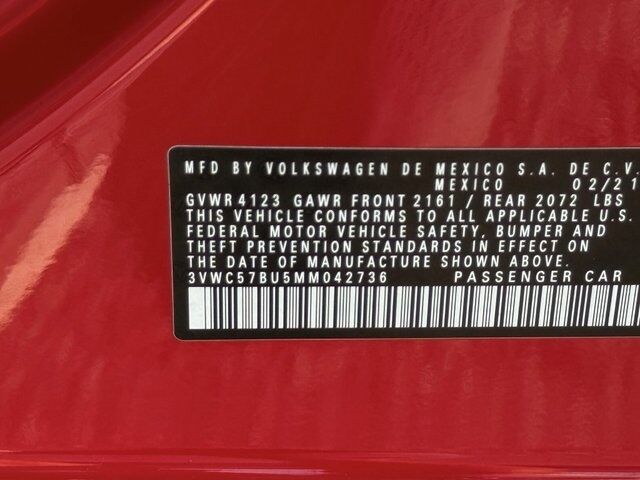 MFD BY VOLKSWAGEN DE MEXICO S.A. DE C.V.
MEXICO 02/21
GVWR 4123 GAWR FRONT 2161 / REAR 2072 LBS
THIS VEHICLE CONFORMS TO ALL APPLICABLE U.S.
FEDERAL MOTOR VEHICLE SAFETY, BUMPER AND
THEFT PREVENTION STANDARDS IN EFFECT ON
THE DATE OF MANUFACTURE SHOWN ABOVE.
3VWC57BU5MM042736 PASSENGER CAR